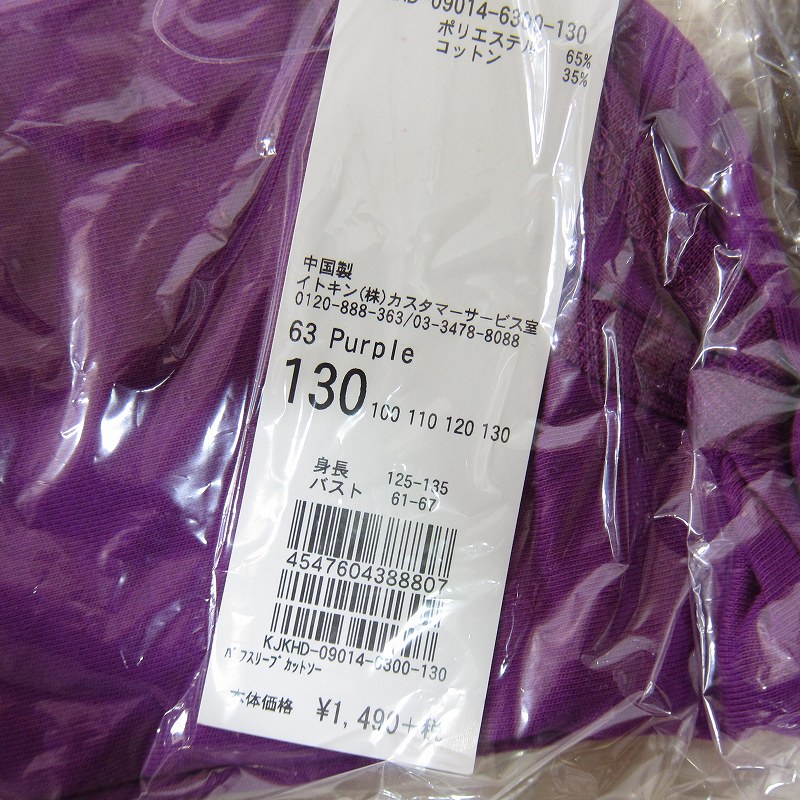 KHD-09014-6300-130
ポリエステル 65%
コットン 35%
中国製
イトキン(株)カスタマーサービス室
0120-888-363/03-3478-8088
63 Purple
130 100 110 120 130
身長 125-135
バスト 61-67
4547604388807
KJKHD-09014-6300-130
パフスリーブカットソー
本体価格 ¥1,490+税